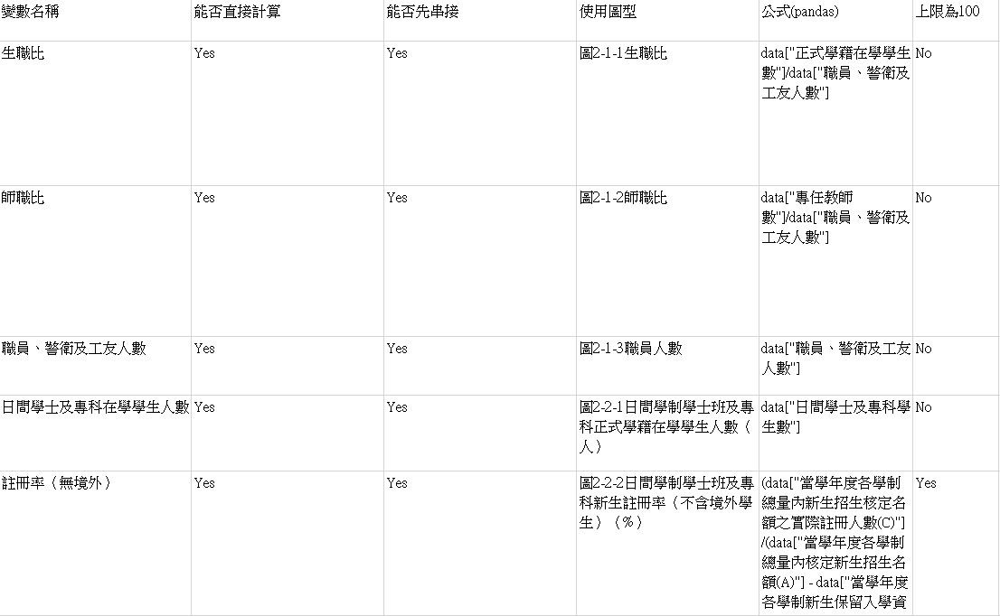 變數名稱 能否直接計算 能否先串接 使用圖型 公式(pandas) 上限為100
生職比 Yes Yes 圖2-1-1生職比 data["正式學籍在學學生 No
數"]/data["職員、警衛及
工友人數"]
師職比 Yes Yes 圖2-1-2師職比 data["專任教師 No
數"]/data["職員、警衛及
工友人數"]
職員、警衛及工友人數 Yes Yes 圖2-1-3職員人數 data["職員、警衛及工友 No
人數"]
日間學士及專科在學學生人數 Yes Yes 圖2-2-1日間學制學士班及專 data["日間學士及專科學 No
科正式學籍在學學生人數（ 生數"]
人）
註冊率（無境外） Yes Yes 圖2-2-2日間學制學士班及專 (data["當學年度各學制 Yes
科新生註冊率（不含境外學 總量內新生招生核定名
生）（%） 額之實際註冊人數(C)"]
/(data["當學年度各學制
總量內核定新生招生名
額(A)"] - data["當學年度
各學制新生保留入學資